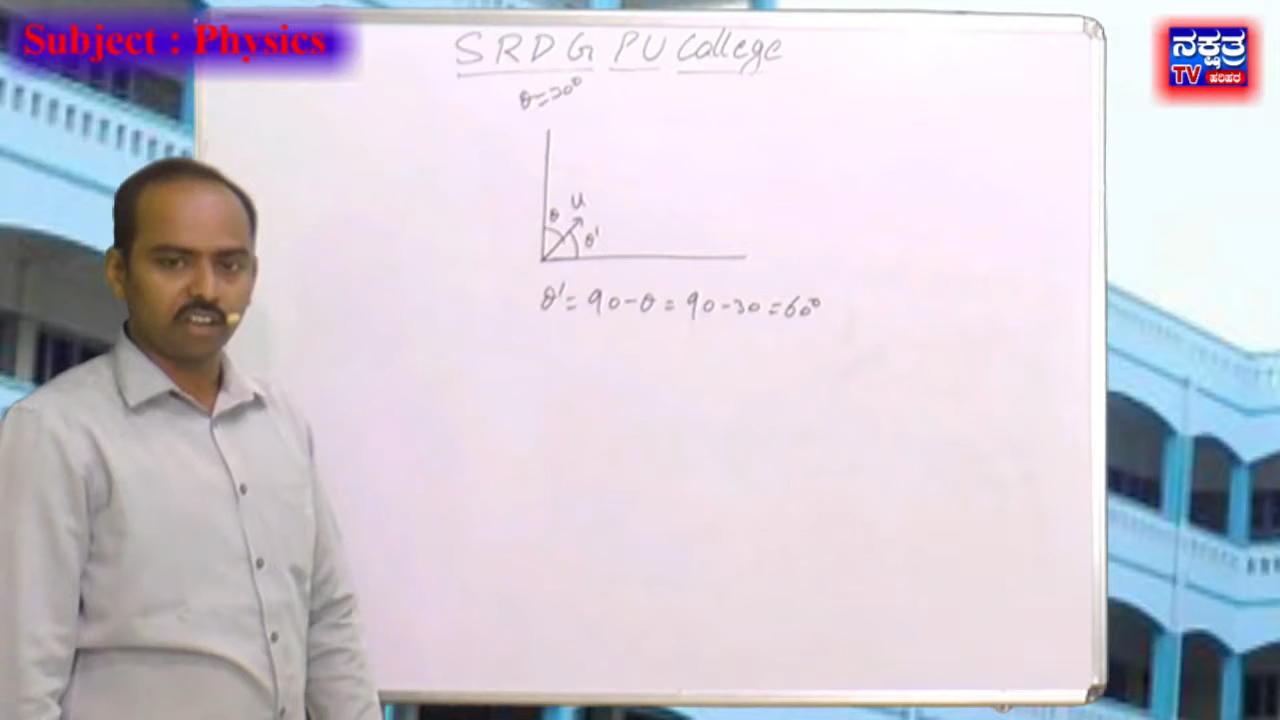 Subject : Physics
SRDG PU College
ನಕ್ಷತ್ರ
TV ಹರಿಹರ
θ=30°
θ u
θ'
θ' = 90-θ = 90-30 = 60°